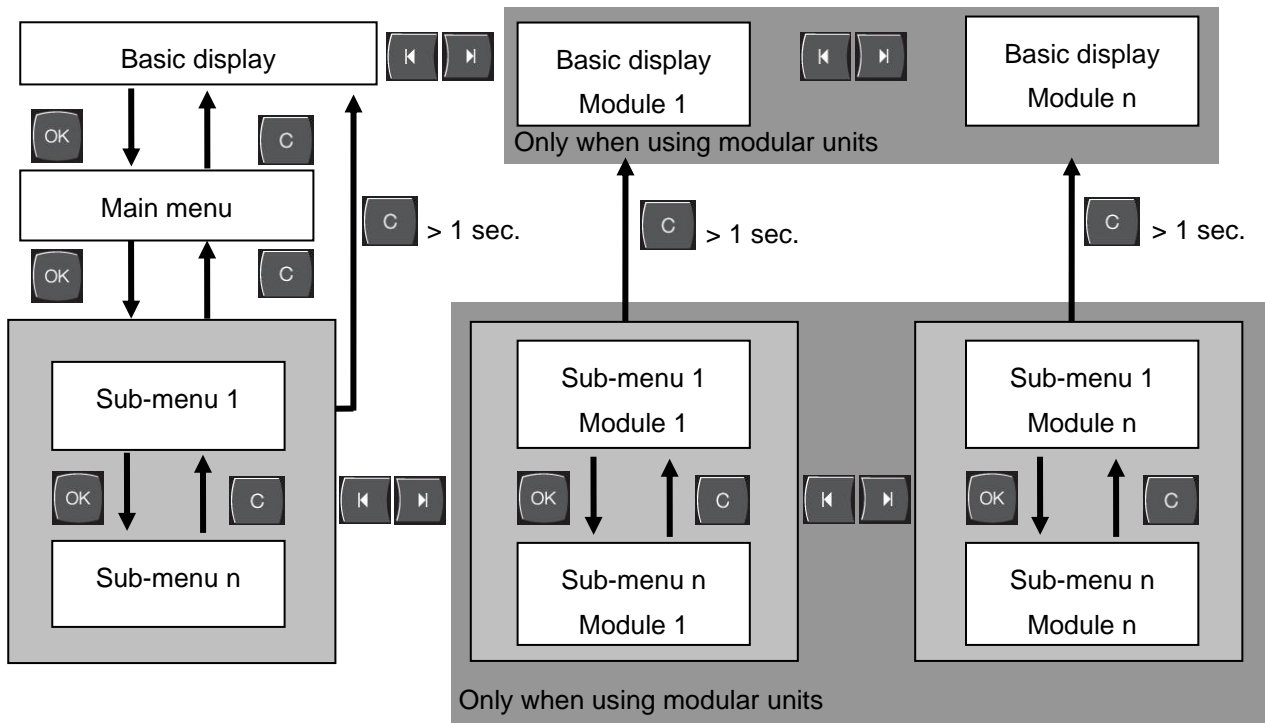 Basic display
Basic display
Module 1
Basic display
Module n
Only when using modular units
OK
C
Main menu
C > 1 sec.
C > 1 sec.
C > 1 sec.
OK
C
Sub-menu 1
Sub-menu 1
Module 1
Sub-menu 1
Module n
OK
C
OK
C
OK
C
Sub-menu n
Sub-menu n
Module 1
Sub-menu n
Module n
Only when using modular units